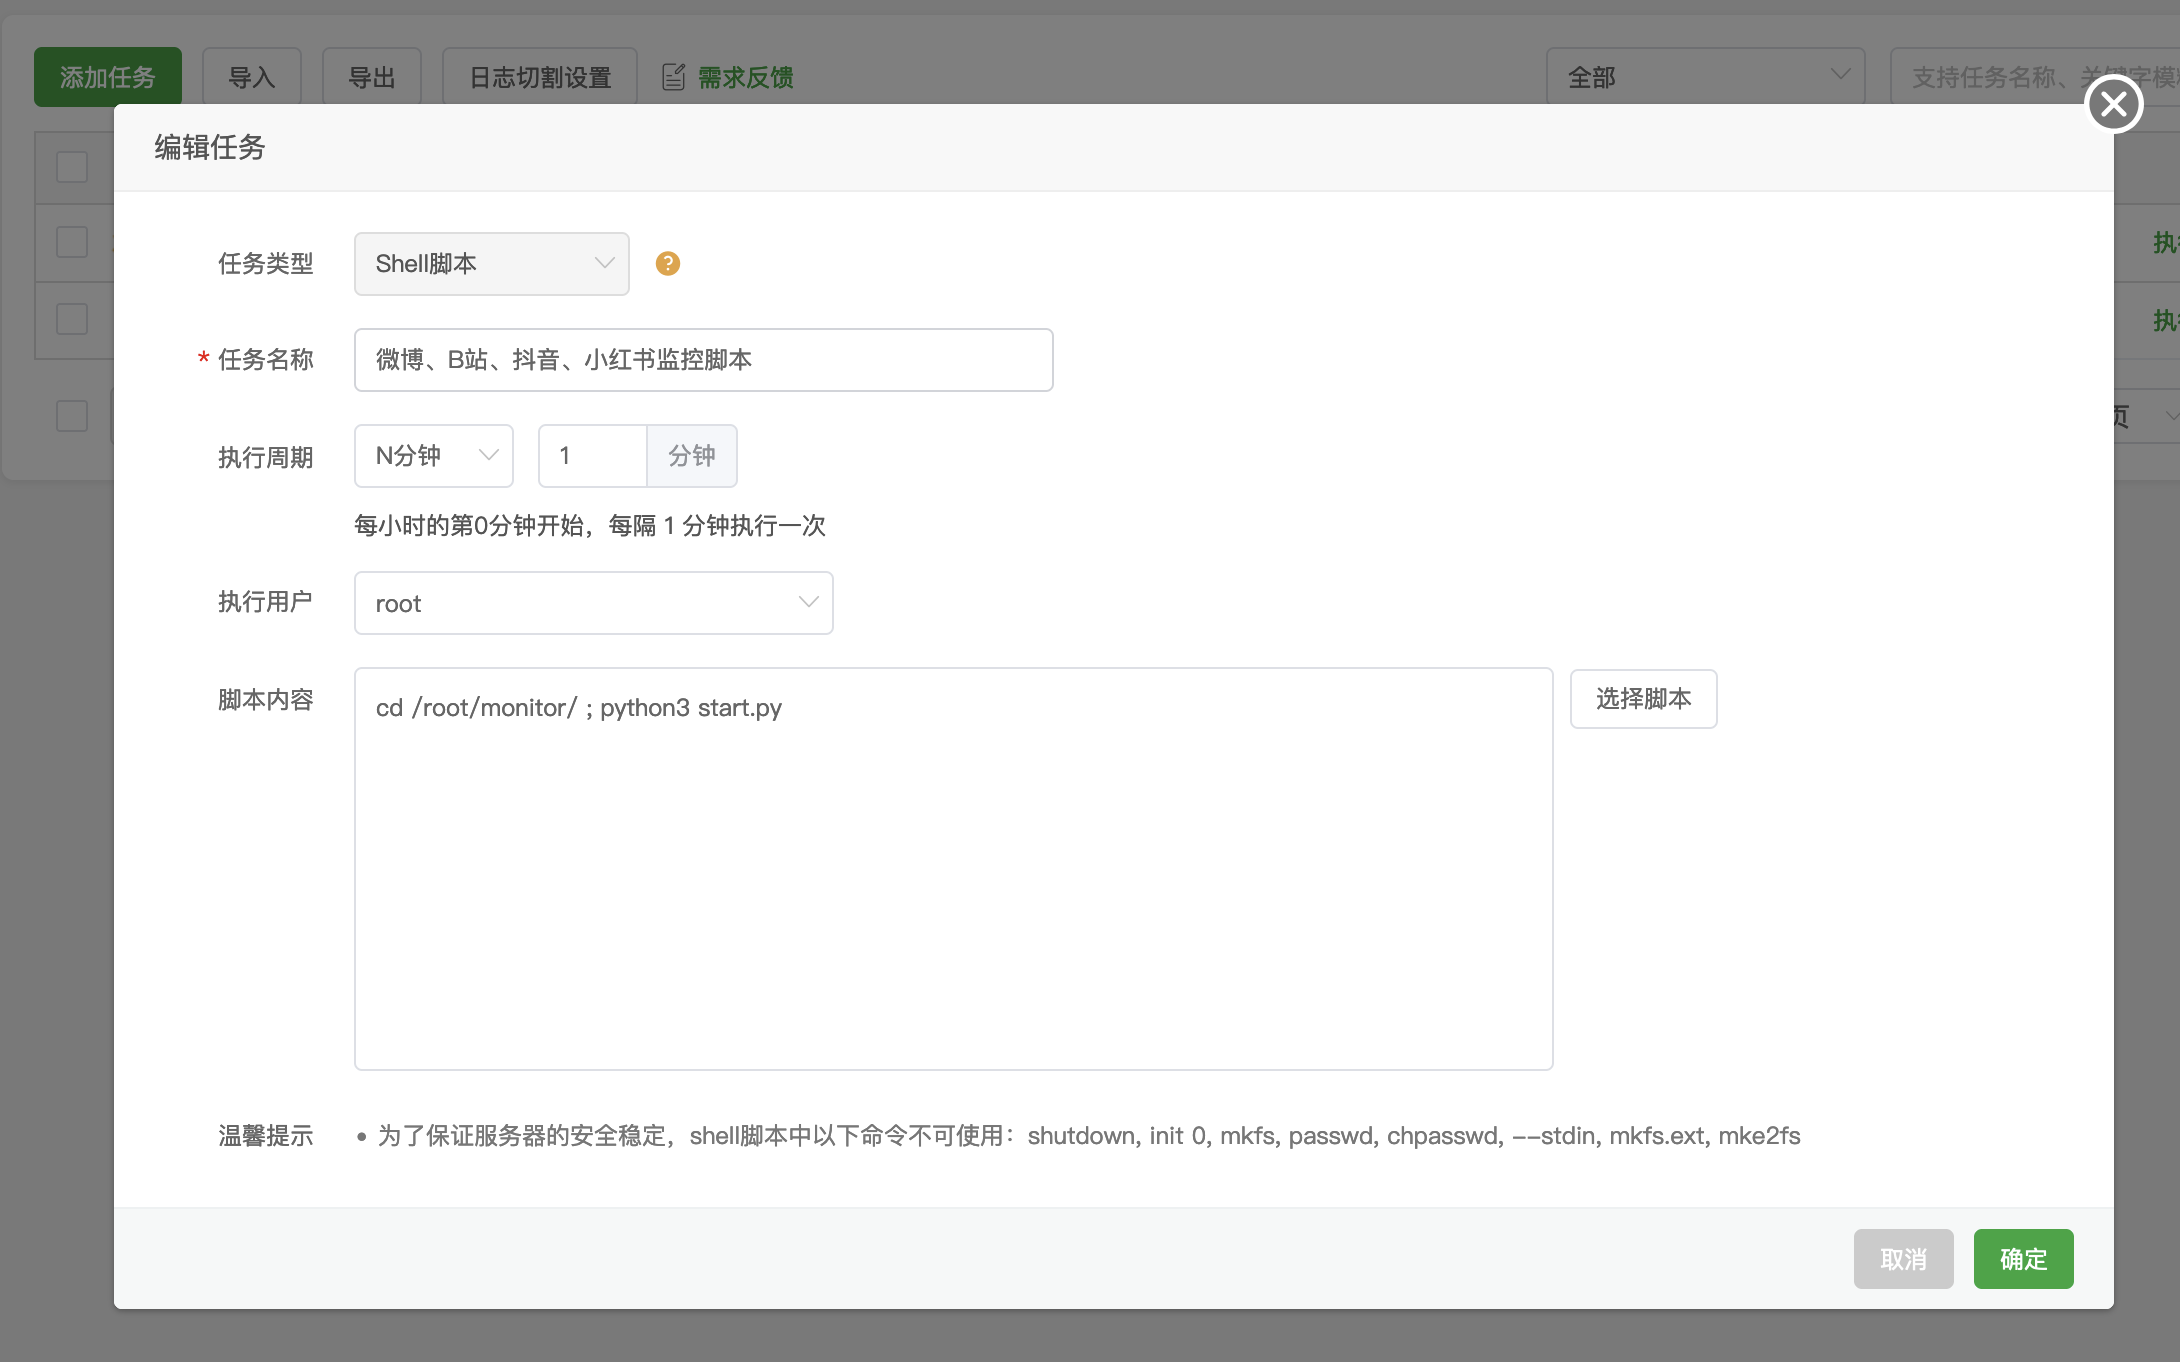 添加任务
导入
导出
日志切割设置
需求反馈
全部
支持任务名称、关键字模
编辑任务
任务类型
Shell脚本
?
* 任务名称
微博、B站、抖音、小红书监控脚本
执行周期
N分钟
1
分钟
每小时的第0分钟开始，每隔 1 分钟执行一次
执行用户
root
脚本内容
cd /root/monitor/ ; python3 start.py
选择脚本
温馨提示
• 为了保证服务器的安全稳定，shell脚本中以下命令不可使用：shutdown, init 0, mkfs, passwd, chpasswd, --stdin, mkfs.ext, mke2fs
取消
确定
执
执
页